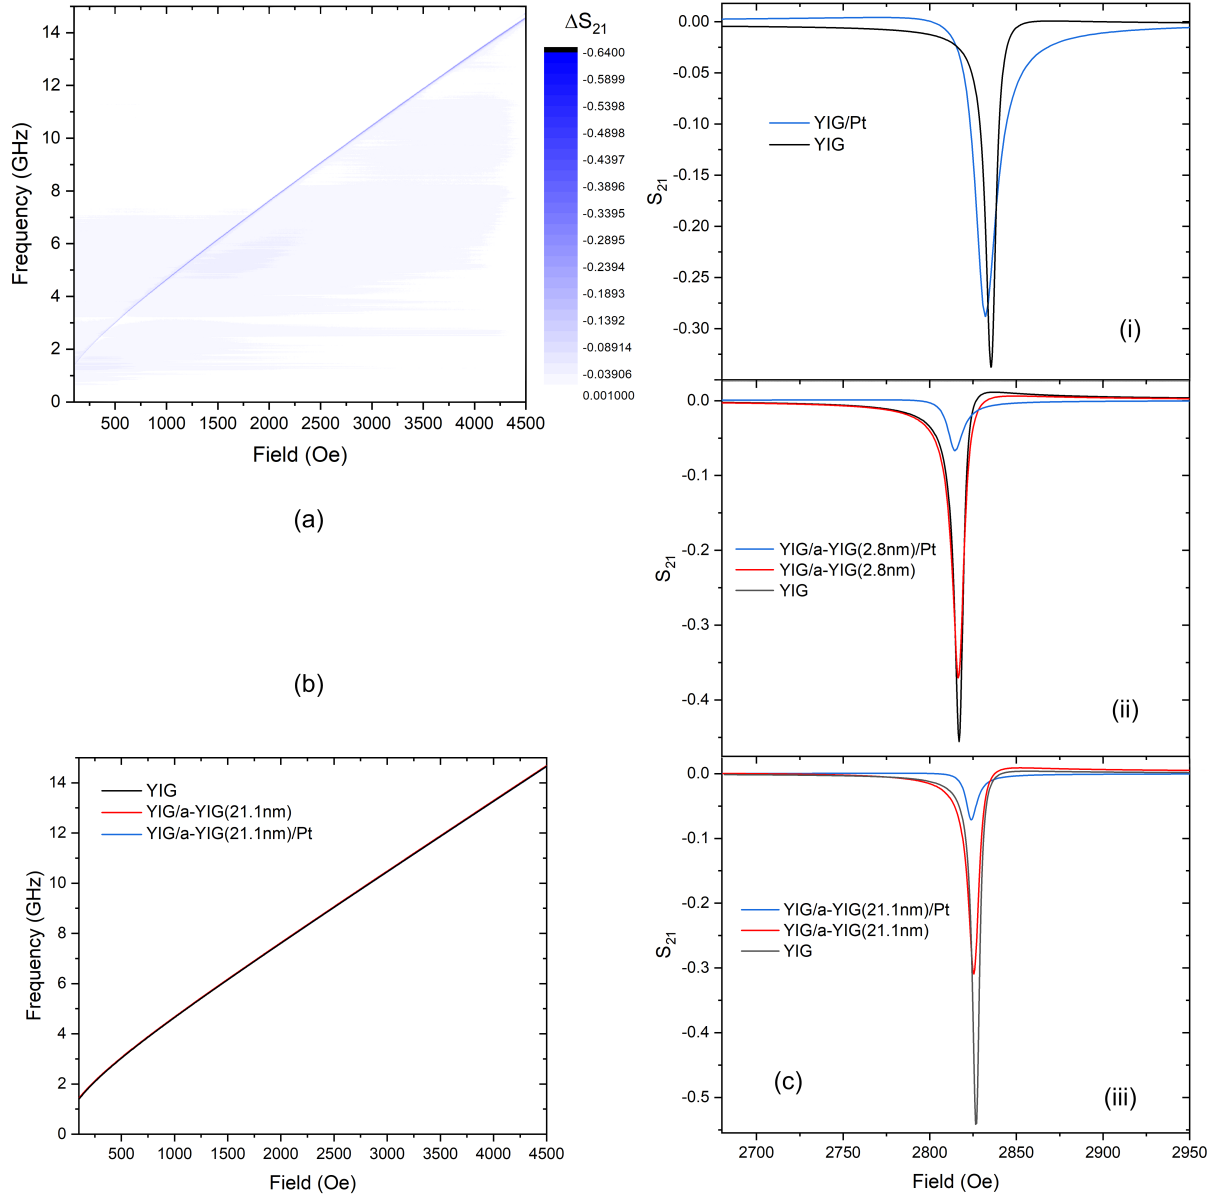 14
12
10
8
6
4
2
0
Frequency (GHz)
500 1000 1500 2000 2500 3000 3500 4000 4500
Field (Oe)
ΔS21
-0.6400
-0.5899
-0.5398
-0.4898
-0.4397
-0.3896
-0.3395
-0.2895
-0.2394
-0.1893
-0.1392
-0.08914
-0.03906
0.001000
(a)
(b)
14
12
10
8
6
4
2
0
Frequency (GHz)
YIG
YIG/a-YIG(21.1nm)
YIG/a-YIG(21.1nm)/Pt
500 1000 1500 2000 2500 3000 3500 4000 4500
Field (Oe)
0.00
-0.05
-0.10
-0.15
-0.20
-0.25
-0.30
S21
YIG/Pt
YIG
(i)
0.0
-0.1
-0.2
-0.3
-0.4
S21
YIG/a-YIG(2.8nm)/Pt
YIG/a-YIG(2.8nm)
YIG
(ii)
0.0
-0.1
-0.2
-0.3
-0.4
-0.5
S21
YIG/a-YIG(21.1nm)/Pt
YIG/a-YIG(21.1nm)
YIG
(c)
(iii)
2700 2750 2800 2850 2900 2950
Field (Oe)